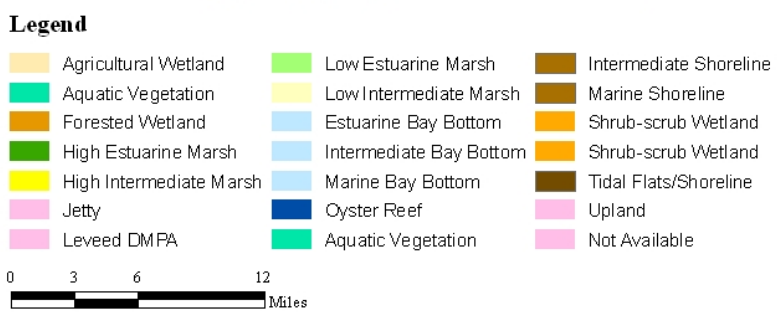 Legend
Agricultural Wetland
Aquatic Vegetation
Forested Wetland
High Estuarine Marsh
High Intermediate Marsh
Jetty
Leveed DMPA
Low Estuarine Marsh
Low Intermediate Marsh
Estuarine Bay Bottom
Intermediate Bay Bottom
Marine Bay Bottom
Oyster Reef
Aquatic Vegetation
Intermediate Shoreline
Marine Shoreline
Shrub-scrub Wetland
Shrub-scrub Wetland
Tidal Flats/Shoreline
Upland
Not Available
0 3 6 12
Miles